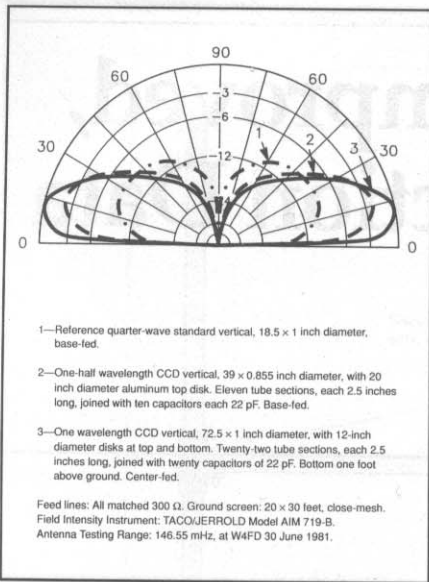 90
60 60
-3
-6
30 -12 30
1 2 3
0 0
1—Reference quarter-wave standard vertical, 18.5 × 1 inch diameter,
base-fed.
2—One-half wavelength CCD vertical, 39 × 0.855 inch diameter, with 20
inch diameter aluminum top disk. Eleven tube sections, each 2.5 inches
long, joined with ten capacitors each 22 pF. Base-fed.
3—One wavelength CCD vertical, 72.5 × 1 inch diameter, with 12-inch
diameter disks at top and bottom. Twenty-two tube sections, each 2.5
inches long, joined with twenty capacitors of 22 pF. Bottom one foot
above ground. Center-fed.
Feed lines: All matched 300 Ω. Ground screen: 20 × 30 feet, close-mesh.
Field Intensity Instrument: TACO/JERROLD Model AIM 719-B.
Antenna Testing Range: 146.55 mHz, at W4FD 30 June 1981.